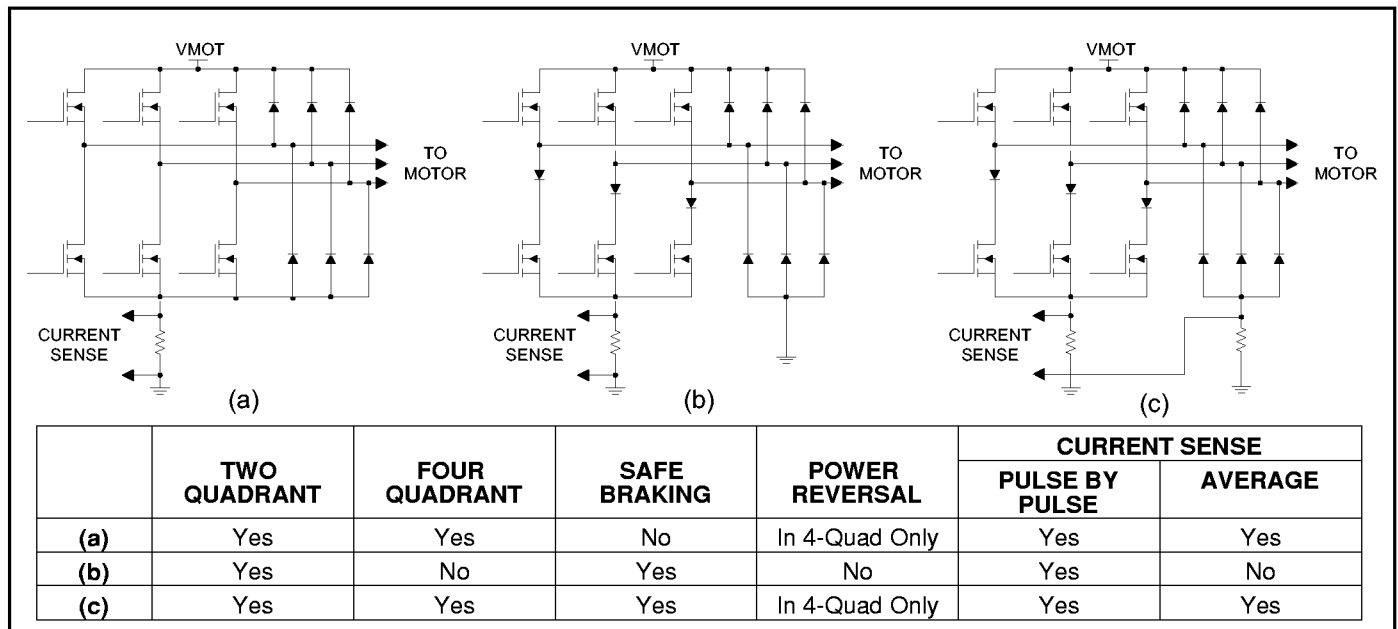 VMOT
VMOT
VMOT
TO
MOTOR
TO
MOTOR
TO
MOTOR
CURRENT
SENSE
CURRENT
SENSE
CURRENT
SENSE
(a)
(b)
(c)
TWO QUADRANT FOUR QUADRANT SAFE BRAKING POWER REVERSAL CURRENT SENSE
PULSE BY PULSE AVERAGE
(a) Yes Yes No In 4-Quad Only Yes Yes
(b) Yes No Yes No Yes No
(c) Yes Yes Yes In 4-Quad Only Yes Yes